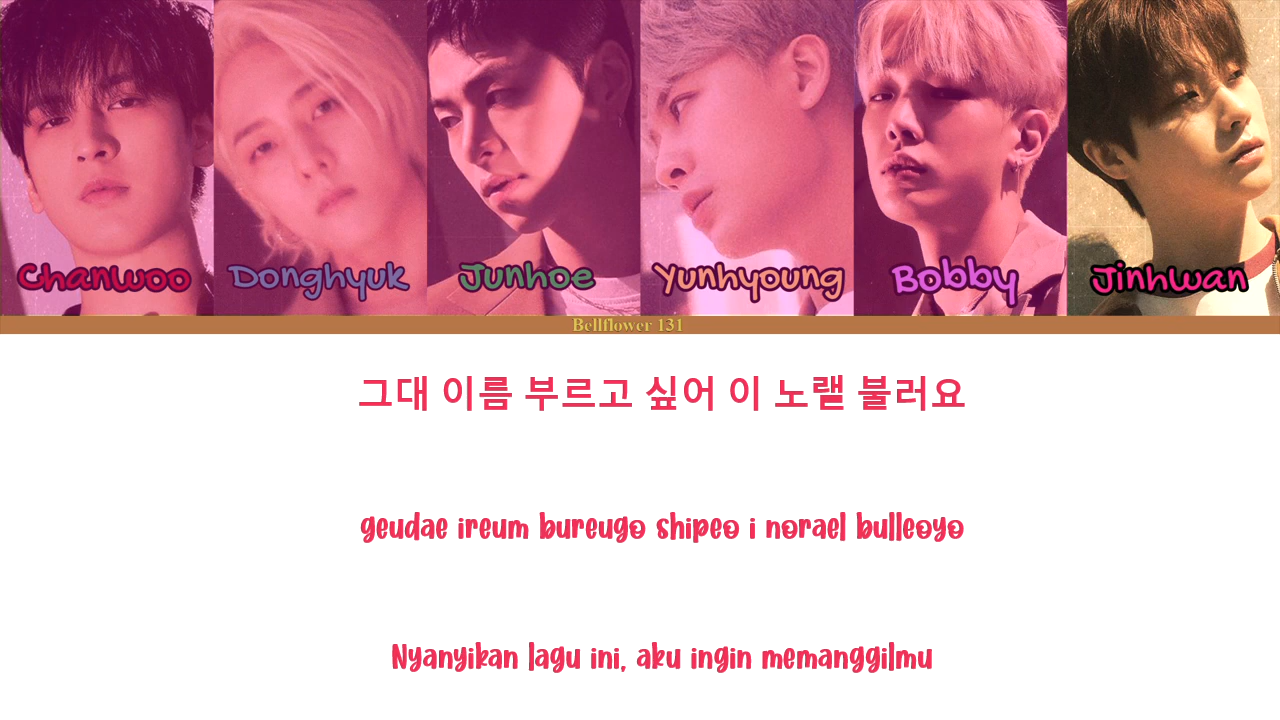 Chanwoo Donghyuk Junhoe Yunhyoung Bobby Jinhwan
Bellflower 131
그대 이름 부르고 싶어 이 노랠 불러요
geudae ireum bureugo shipeo i norael bulleoyo
Nyanyikan lagu ini, aku ingin memanggilmu